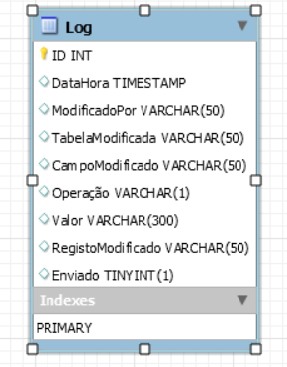 Log
ID INT
DataHora TIMESTAMP
ModificadoPor VARCHAR(50)
TabelaModificada VARCHAR(50)
CampoModificado VARCHAR(50)
Operação VARCHAR(1)
Valor VARCHAR(300)
RegistoModificado VARCHAR(50)
Enviado TINYINT(1)
Indexes
PRIMARY